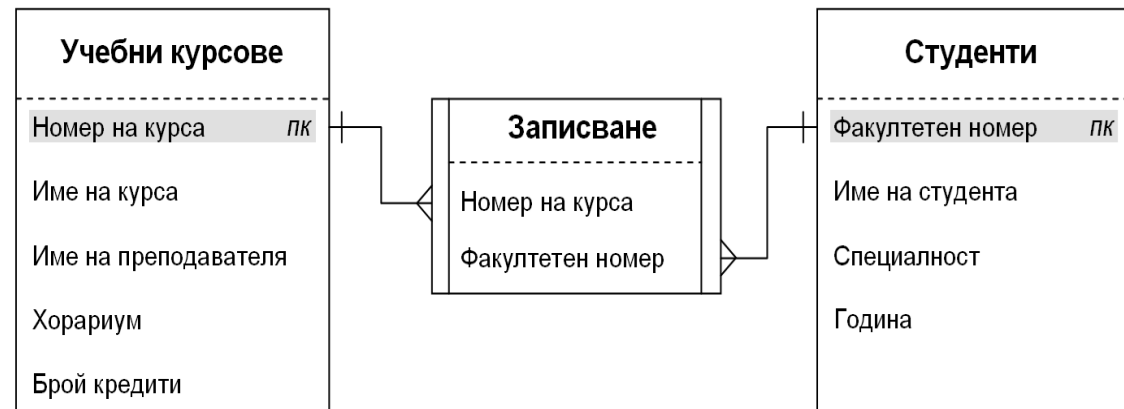 Учебни курсове
Номер на курса пк
Име на курса
Име на преподавателя
Хорариум
Брой кредити
Записване
Номер на курса
Факултетен номер
Студенти
Факултетен номер пк
Име на студента
Специалност
Година